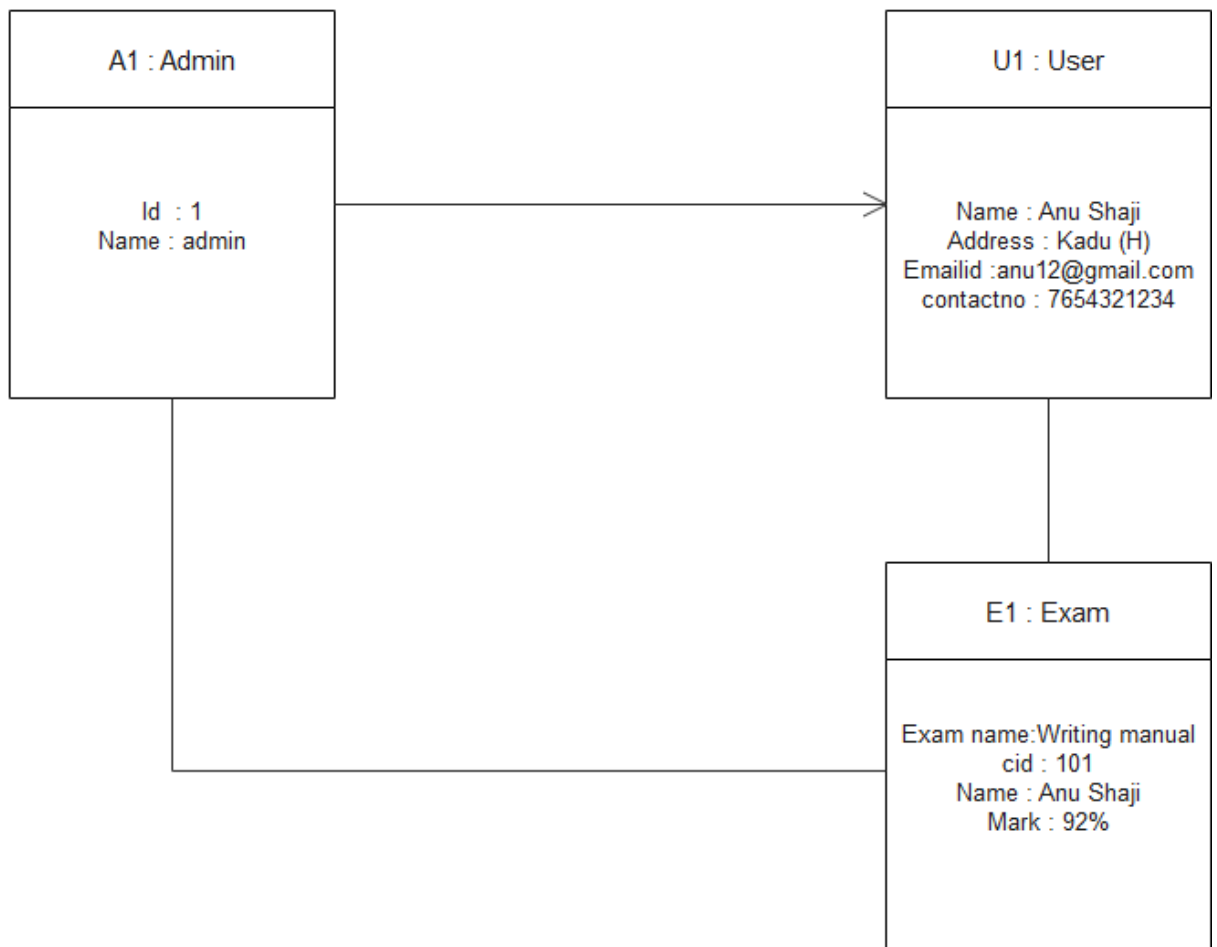 A1 : Admin
Id : 1
Name : admin
U1 : User
Name : Anu Shaji
Address : Kadu (H)
Emailid :anu12@gmail.com
contactno : 7654321234
E1 : Exam
Exam name:Writing manual
cid : 101
Name : Anu Shaji
Mark : 92%